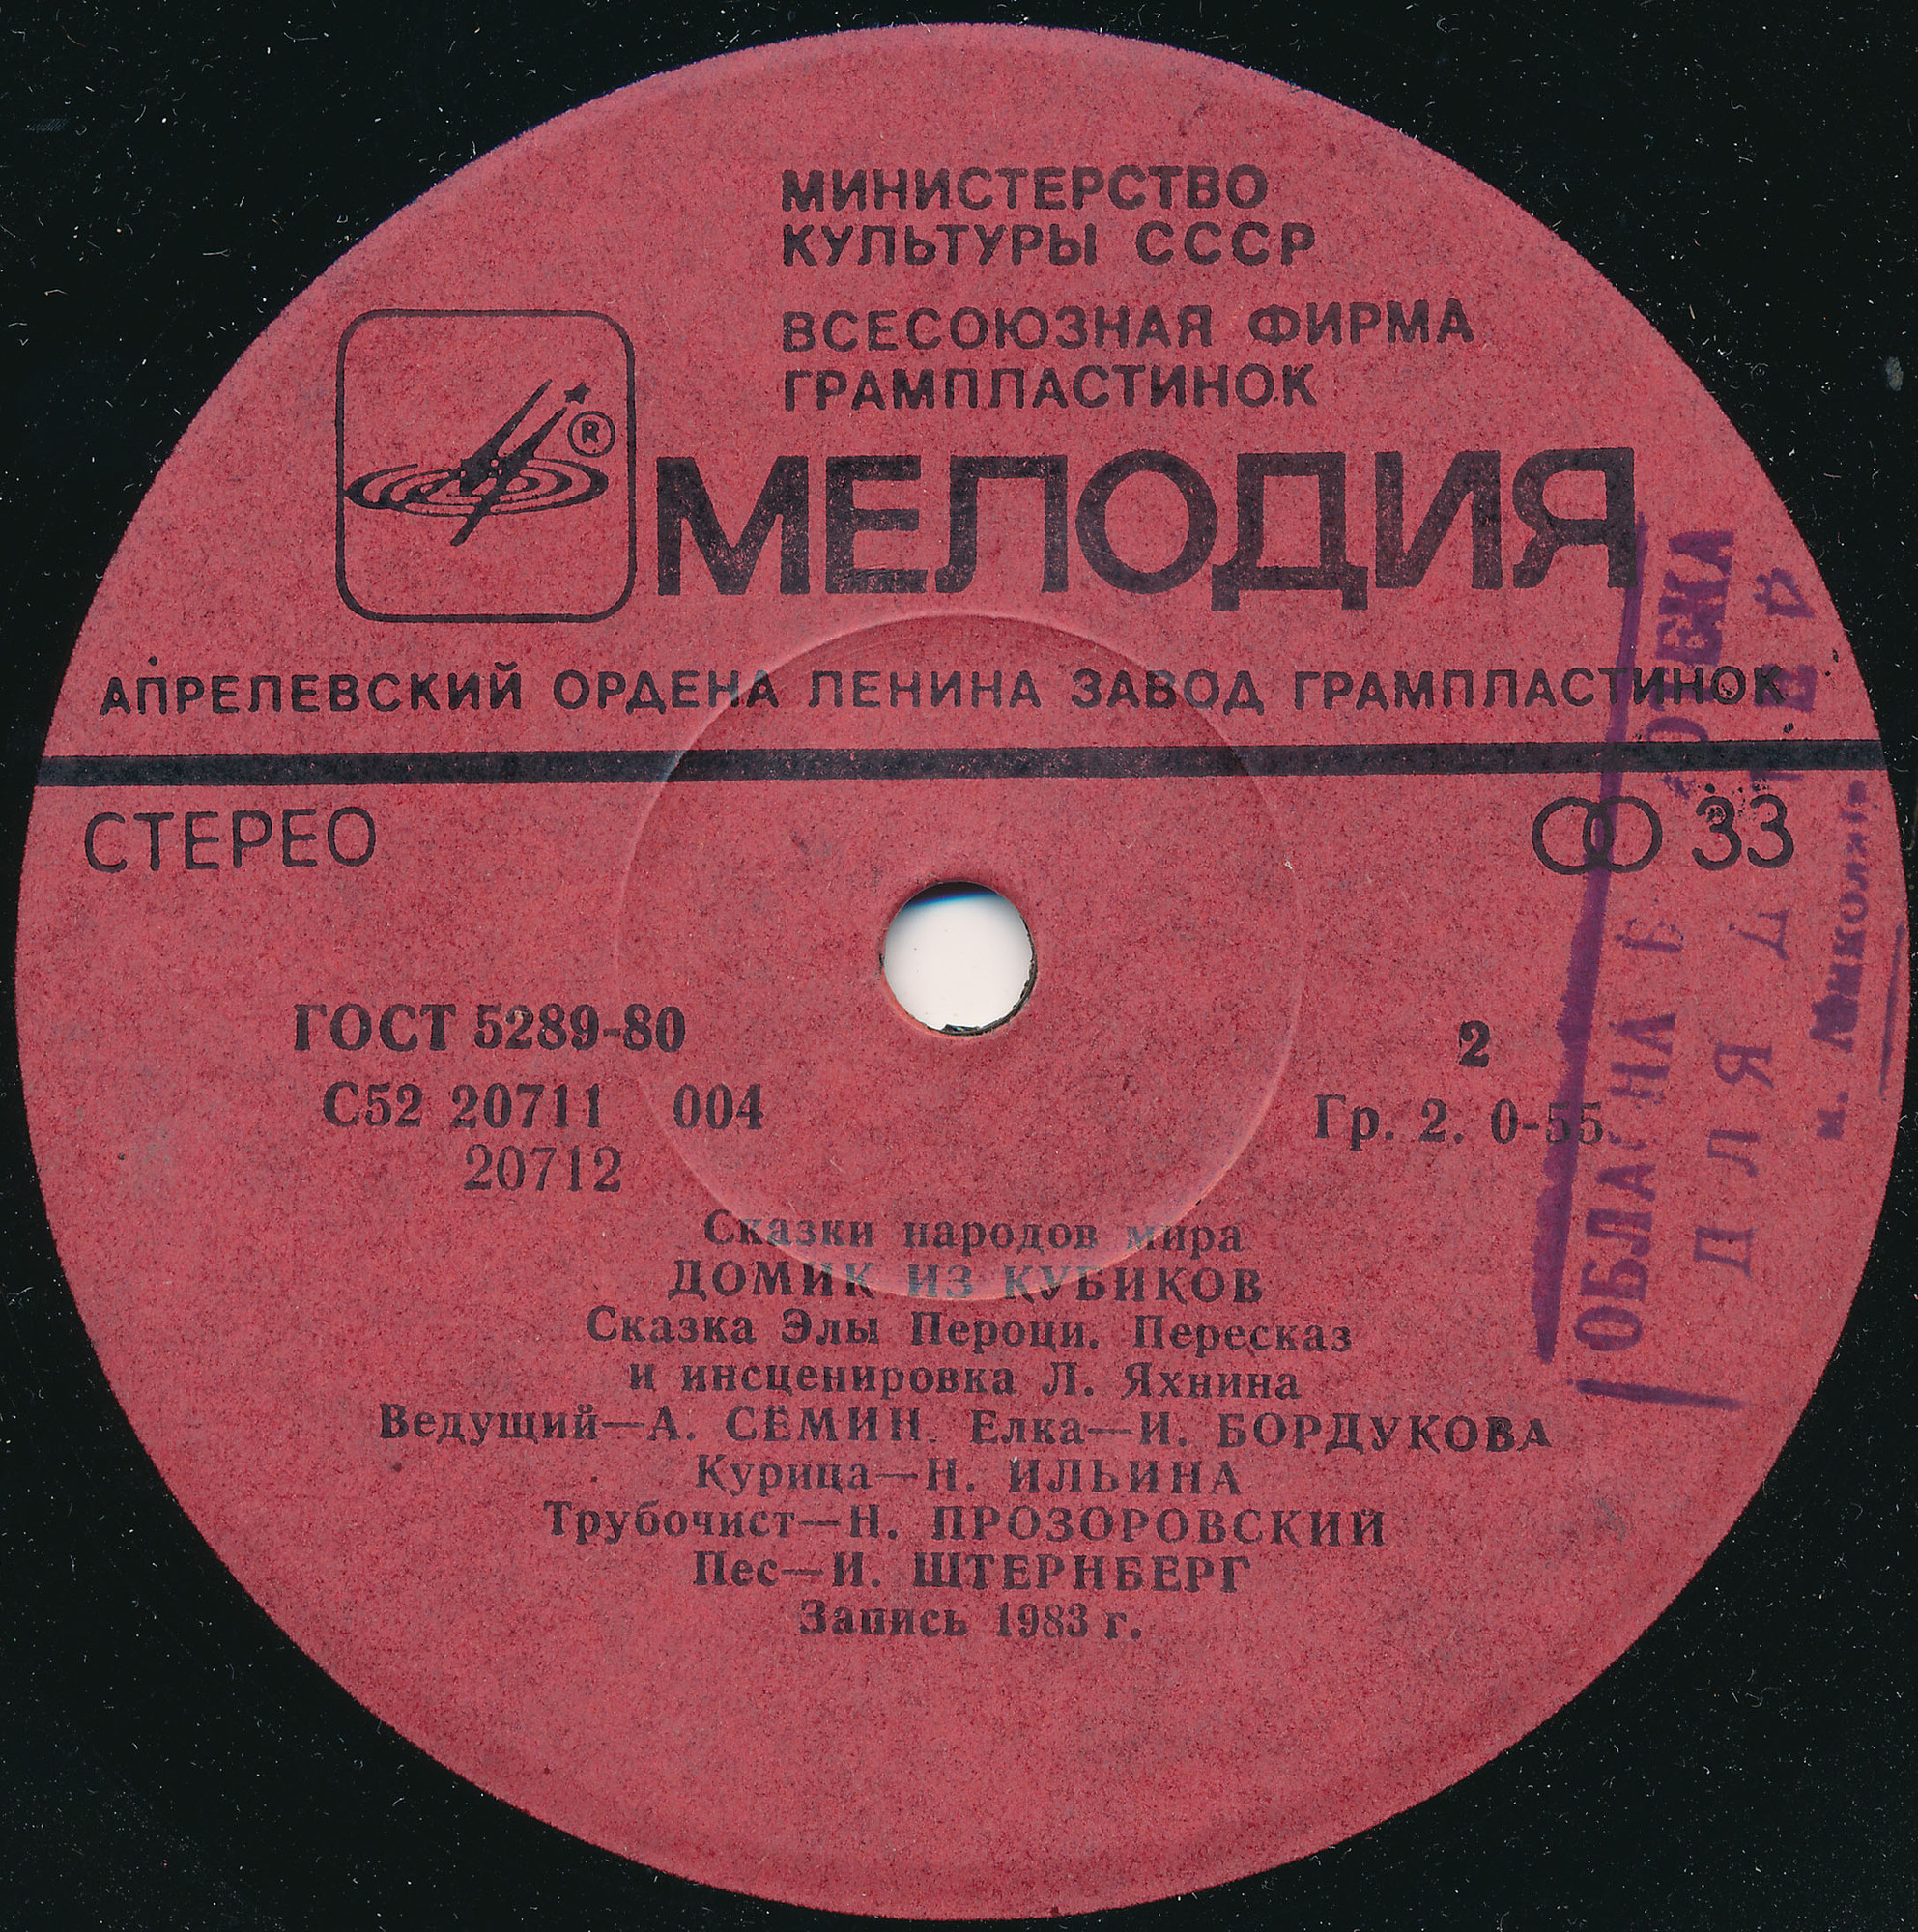 МИНИСТЕРСТВО
КУЛЬТУРЫ СССР
ВСЕСОЮЗНАЯ ФИРМА
ГРАМПЛАСТИНОК
®
МЕЛОДИЯ
АПРЕЛЕВСКИЙ ОРДЕНА ЛЕНИНА ЗАВОД ГРАМПЛАСТИНОК
СТЕРЕО 33
ГОСТ 5289-80 2
С52 20711 004 Гр. 2. 0-55
20712
Сказки народов мира
ДОМИК ИЗ КУБИКОВ
Сказка Элы Пероци. Пересказ
и инсценировка Л. Яхнина
Ведущий—А. СЁМИН. Елка—И. БОРДУКОВА
Курица—Н. ИЛЬИНА
Трубочист—Н. ПРОЗОРОВСКИЙ
Пес—И. ШТЕРНБЕРГ
Запись 1983 г.
м.